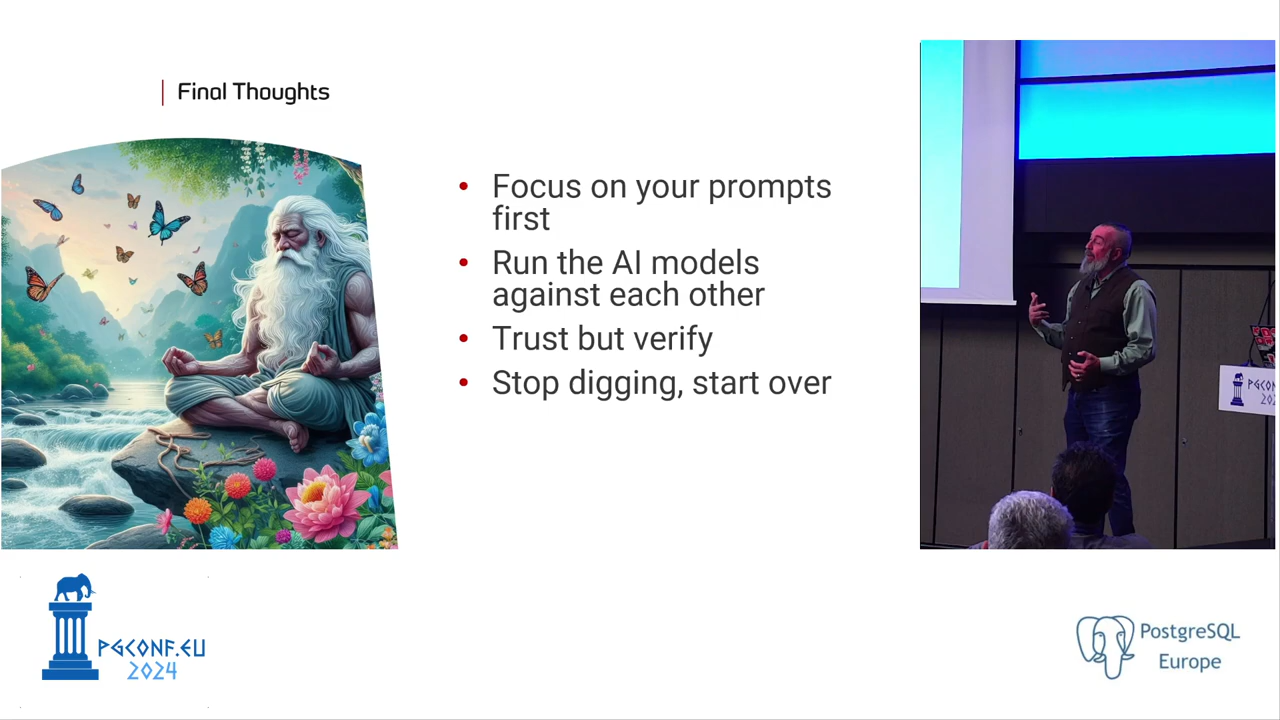 Final Thoughts
• Focus on your prompts
first
• Run the AI models
against each other
• Trust but verify
• Stop digging, start over
PGCONF.EU
2024
PostgreSQL
Europe